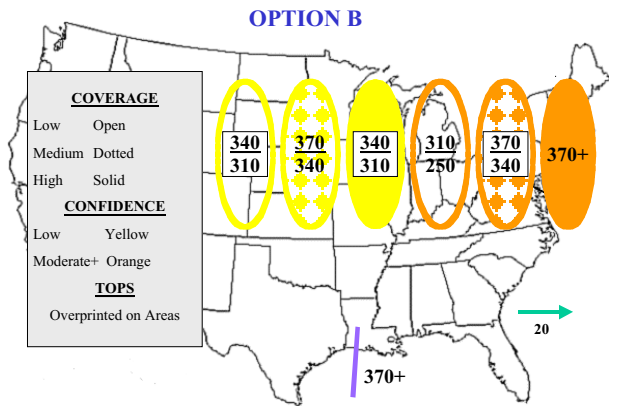 OPTION B
COVERAGE
Low Open
Medium Dotted
High Solid
CONFIDENCE
Low Yellow
Moderate+ Orange
TOPS
Overprinted on Areas
340
310
370
340
340
310
310
250
370
340
370+
20
370+